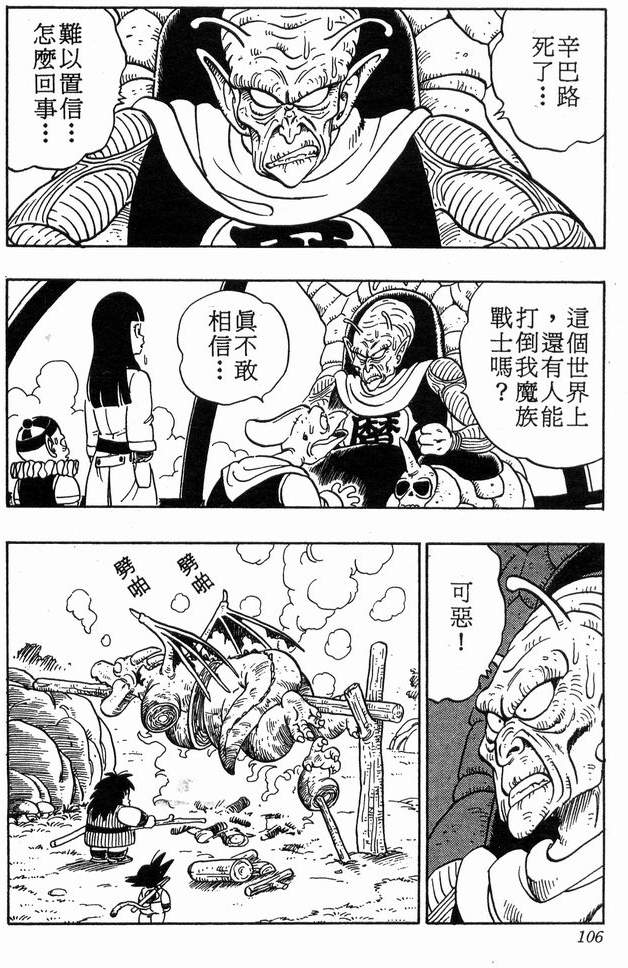 辛巴路
死了…
難以置信…
怎麼回事…
這個世界上
，還有人能
打倒我魔族
戰士嗎？
眞不敢
相信…
可惡！
劈啪
劈啪
106